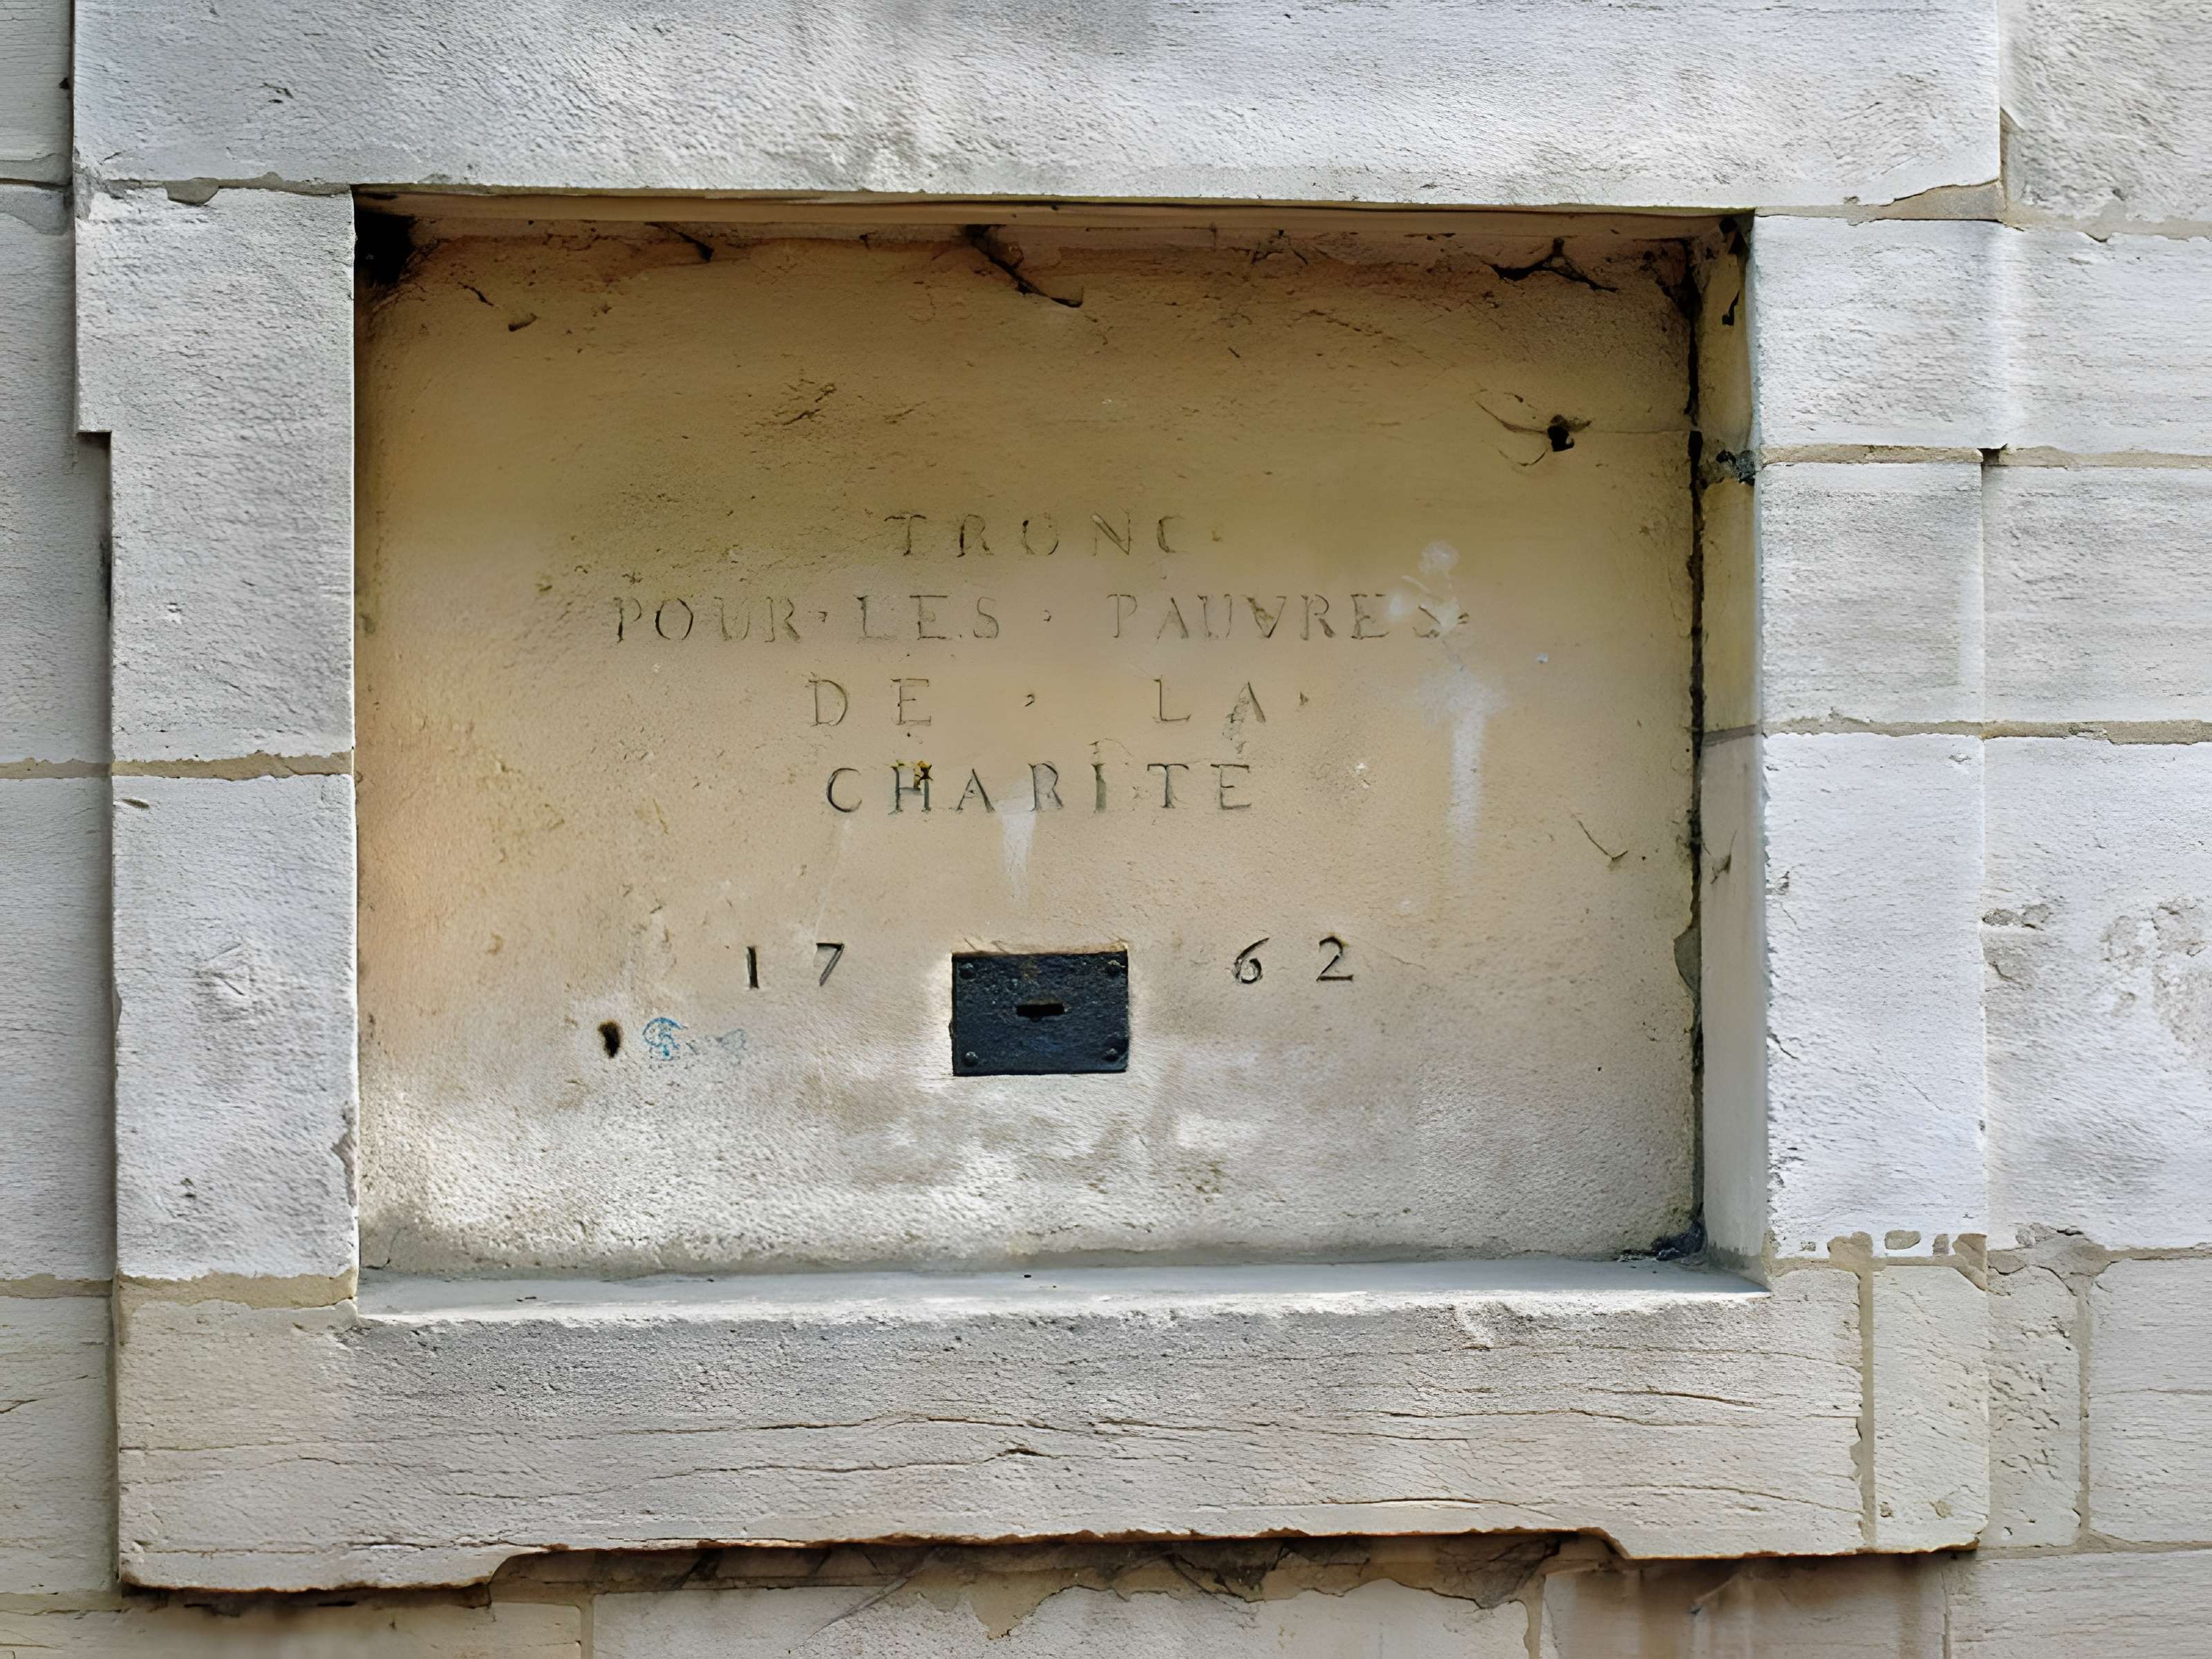 TRONC
POUR · LES · PAUVRES
DE · LA ·
CHARITE
17 62